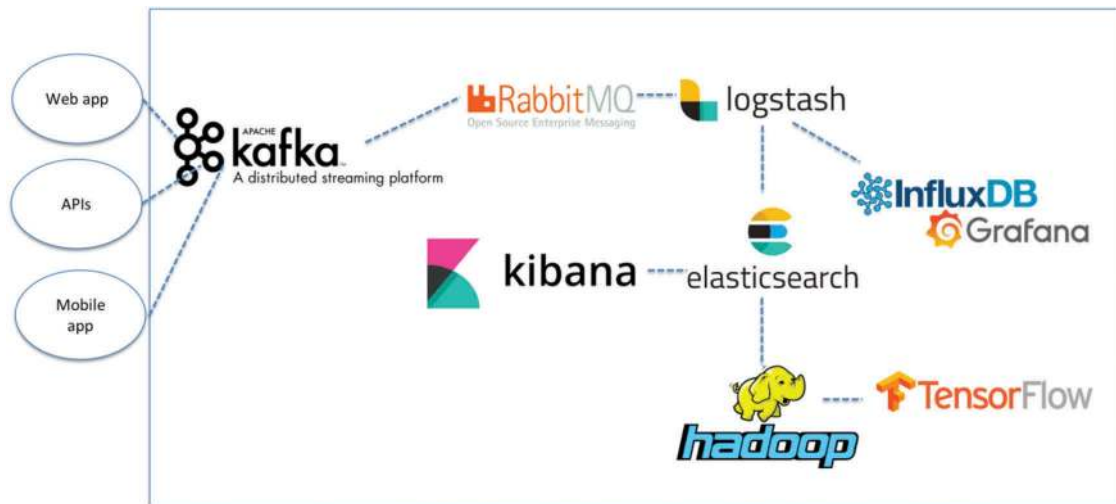 Web app
APIs
Mobile
app
APACHE
kafka
A distributed streaming platform
RabbitMQ
Open Source Enterprise Messaging
logstash
InfluxDB
Grafana
kibana
elasticsearch
hadoop
TensorFlow